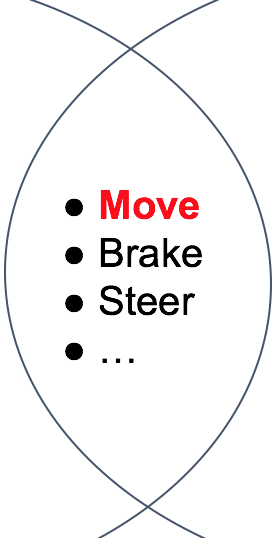 ● Move
● Brake
● Steer
● ...